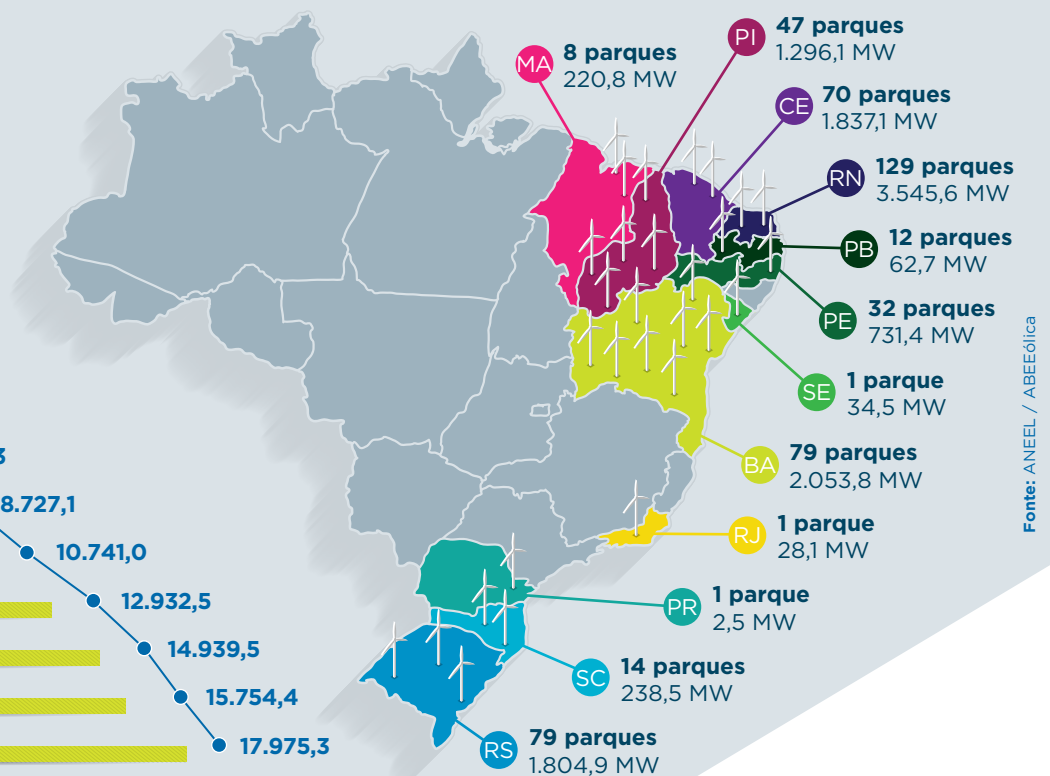 MA
8 parques
220,8 MW
PI
47 parques
1.296,1 MW
CE
70 parques
1.837,1 MW
RN
129 parques
3.545,6 MW
PB
12 parques
62,7 MW
PE
32 parques
731,4 MW
SE
1 parque
34,5 MW
BA
79 parques
2.053,8 MW
RJ
1 parque
28,1 MW
PR
1 parque
2,5 MW
SC
14 parques
238,5 MW
RS
79 parques
1.804,9 MW
3
8.727,1
10.741,0
12.932,5
14.939,5
15.754,4
17.975,3
Fonte: ANEEL / ABEEólica